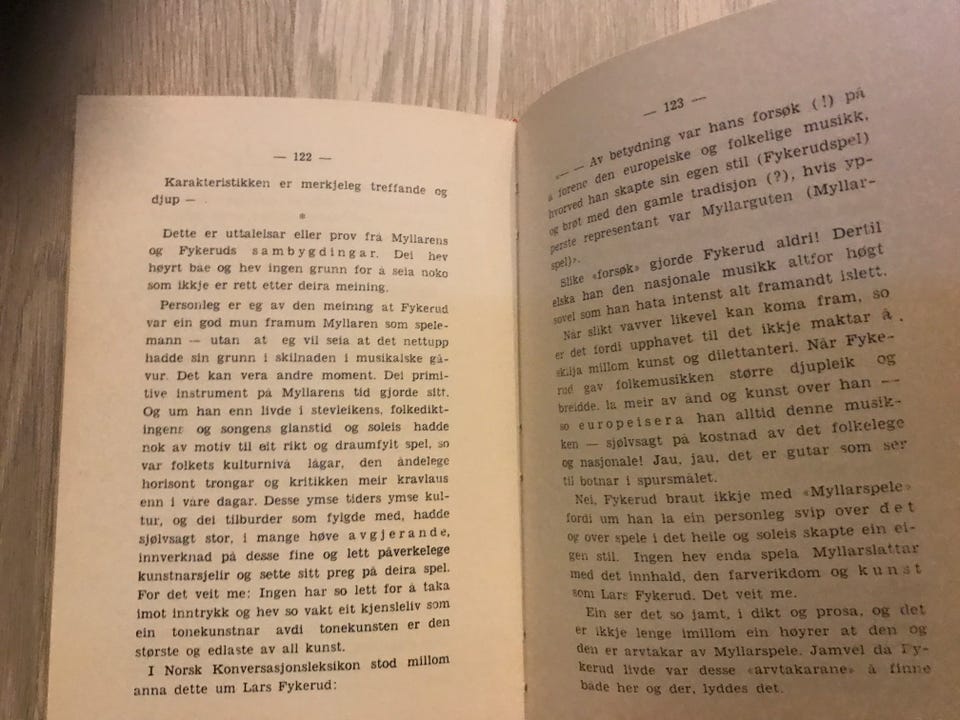 — 122 —
Karakteristikken er merkjeleg treffande og
djup —
*
Dette er uttalelsar eller prov frå Myllarens
og Fykeruds sambygdingar. Dei hev
høyrt båe og hev ingen grunn for å seia noko
som ikkje er rett etter deira meining.
Personleg er eg av den meining at Fykerud
var ein god mun framum Myllaren som spele-
mann — utan at eg vil seia at det nettupp
hadde sin grunn i skilnaden i musikalske gå-
vur. Det kan vera andre moment. Dei primi-
tive instrument på Myllarens tid gjorde sitt.
Og um han enn livde i stevleikens, folkedikt-
ingens og songens glanstid og soleis hadde
nok av motiv til eit rikt og draumfylt spel, so
var folkets kulturnivå lågar, den åndelege
horisont trongar og kritikken meir kravlaus
enn i våre dagar. Desse ymse tiders ymse kul-
tur, og dei tilburder som fylgde med, hadde
sjølvsagt stor, i mange høve avgjerande,
innverknad på desse fine og lett påverkelege
kunstnarsjelir og sette sitt preg på deira spel.
For det veit me: Ingen har so lett for å taka
imot inntrykk og hev so vakt eit kjensleliv som
ein tonekunstnar avdi tonekunsten er den
største og edlaste av all kunst.
I Norsk Konversasjonsleksikon stod millom
anna dette um Lars Fykerud:
— 123 —
«— — Av betydning var hans forsøk (!) på
å forene den europeiske og folkelige musikk,
hvorved han skapte sin egen stil (Fykerudspel)
og brøt med den gamle tradisjon (?), hvis yp-
perste representant var Myllarguten (Myllar-
spel)».
Slike «forsøk» gjorde Fykerud aldri! Dertil
elska han den nasjonale musikk altfor høgt
sovel som han hata intenst alt framandt islett.
Når slikt vavver likevel kan koma fram, so
er det fordi upphavet til det ikkje maktar å
skilja millom kunst og dilettanteri. Når Fyke-
rud gav folkemusikken større djupleik og
breidde, la meir av ånd og kunst over han —
so europeisera han alltid denne musik-
ken — sjølvsagt på kostnad av det folkelege
og nasjonale! Jau, jau, det er gutar som ser
til botnar i spursmålet.
Nei, Fykerud braut ikkje med «Myllarspele»
fordi um han la ein personleg svip over det
og over spele i det heile og soleis skapte ein ei-
gen stil. Ingen hev enda spela Myllarslåttar
med det innhald, den farverikdom og kunst
som Lars Fykerud. Det veit me.
Ein ser det so jamt, i dikt og prosa, og det
er ikkje lenge imillom ein høyrer at den og
den er arvtakar av Myllarspele. Jamvel då Fy-
kerud livde var desse «arvtakarane» å finne
både her og der, lyddes det.